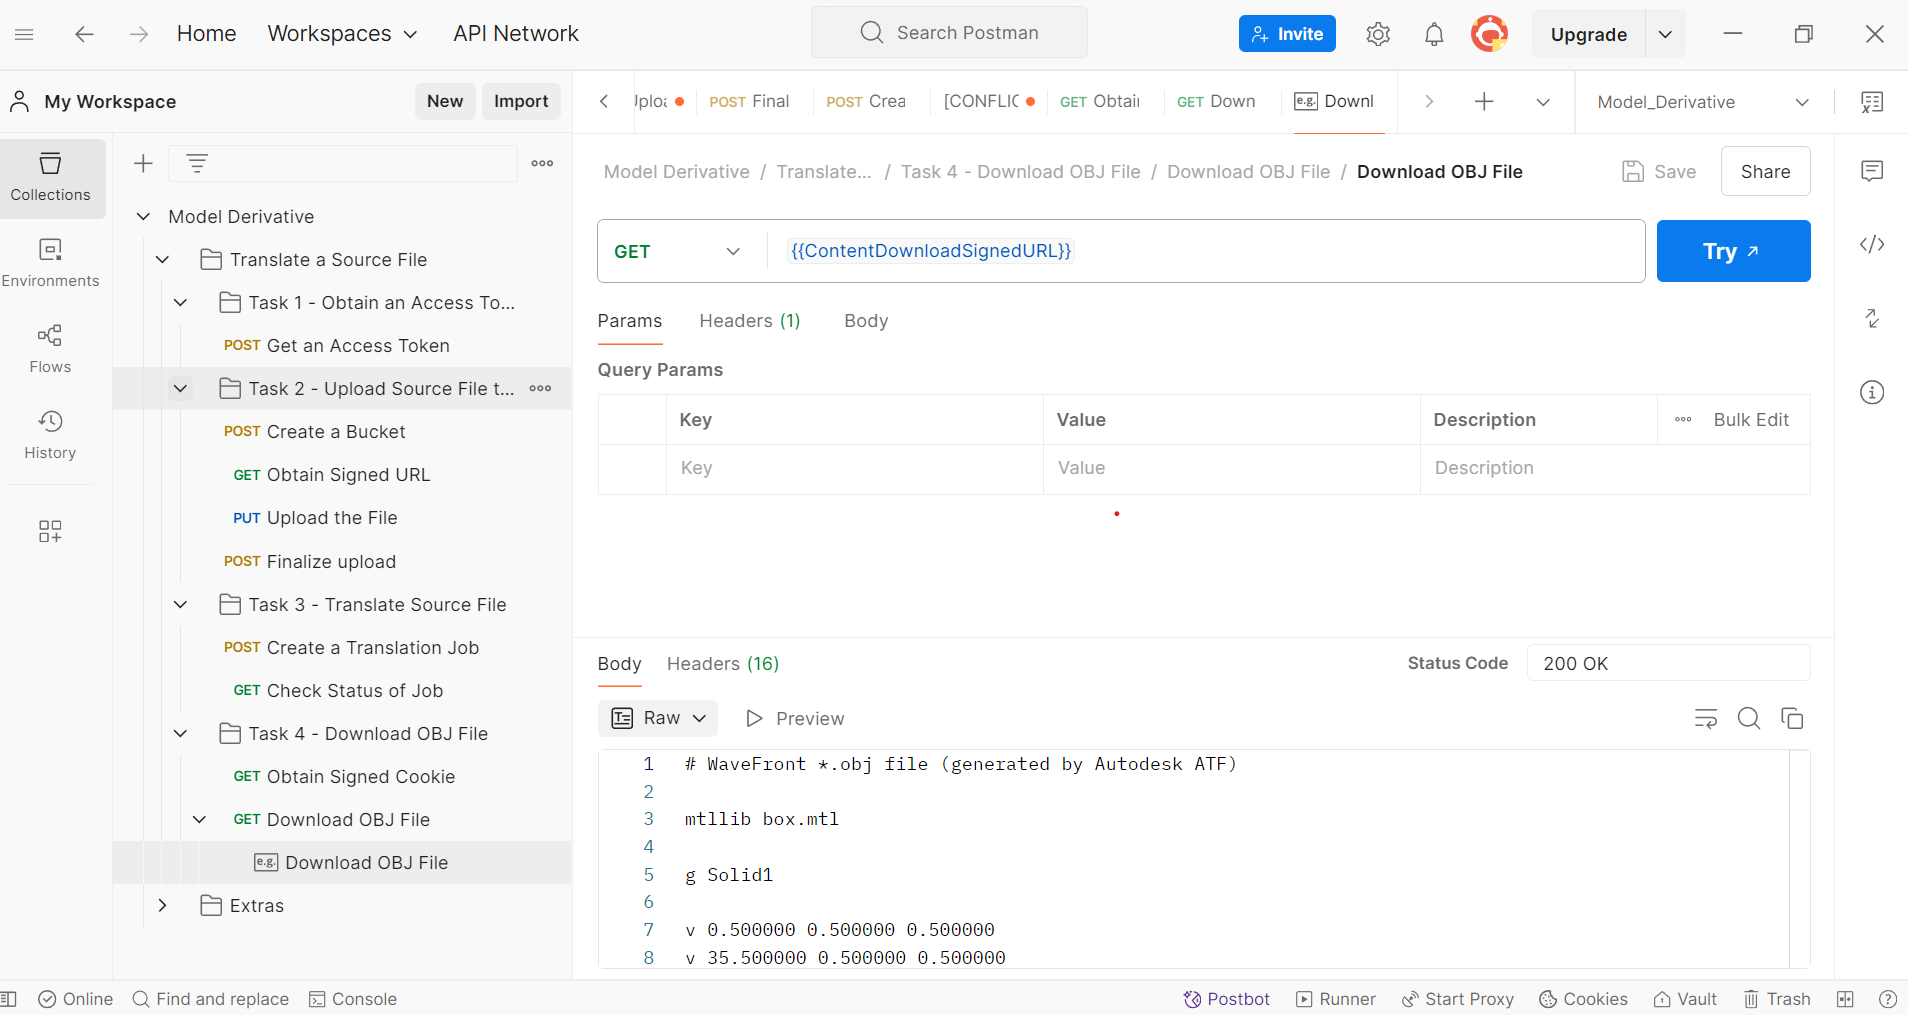 Home Workspaces API Network Search Postman Invite Upgrade
My Workspace New Import
POST Final POST Crea [CONFLIC GET Obtai GET Down e.g. Downl Model_Derivative
Collections
Environments
Flows
History
Model Derivative
Translate a Source File
Task 1 - Obtain an Access To...
POST Get an Access Token
Task 2 - Upload Source File t...
POST Create a Bucket
GET Obtain Signed URL
PUT Upload the File
POST Finalize upload
Task 3 - Translate Source File
POST Create a Translation Job
GET Check Status of Job
Task 4 - Download OBJ File
GET Obtain Signed Cookie
GET Download OBJ File
e.g. Download OBJ File
Extras
Model Derivative / Translate... / Task 4 - Download OBJ File / Download OBJ File / Download OBJ File Save Share
GET {{ContentDownloadSignedURL}} Try
Params Headers (1) Body
Query Params
Key Value Description Bulk Edit
Key Value Description
Body Headers (16) Status Code 200 OK
Raw Preview
1 # WaveFront *.obj file (generated by Autodesk ATF)
2
3 mtllib box.mtl
4
5 g Solid1
6
7 v 0.500000 0.500000 0.500000
8 v 35.500000 0.500000 0.500000
Online Find and replace Console Postbot Runner Start Proxy Cookies Vault Trash